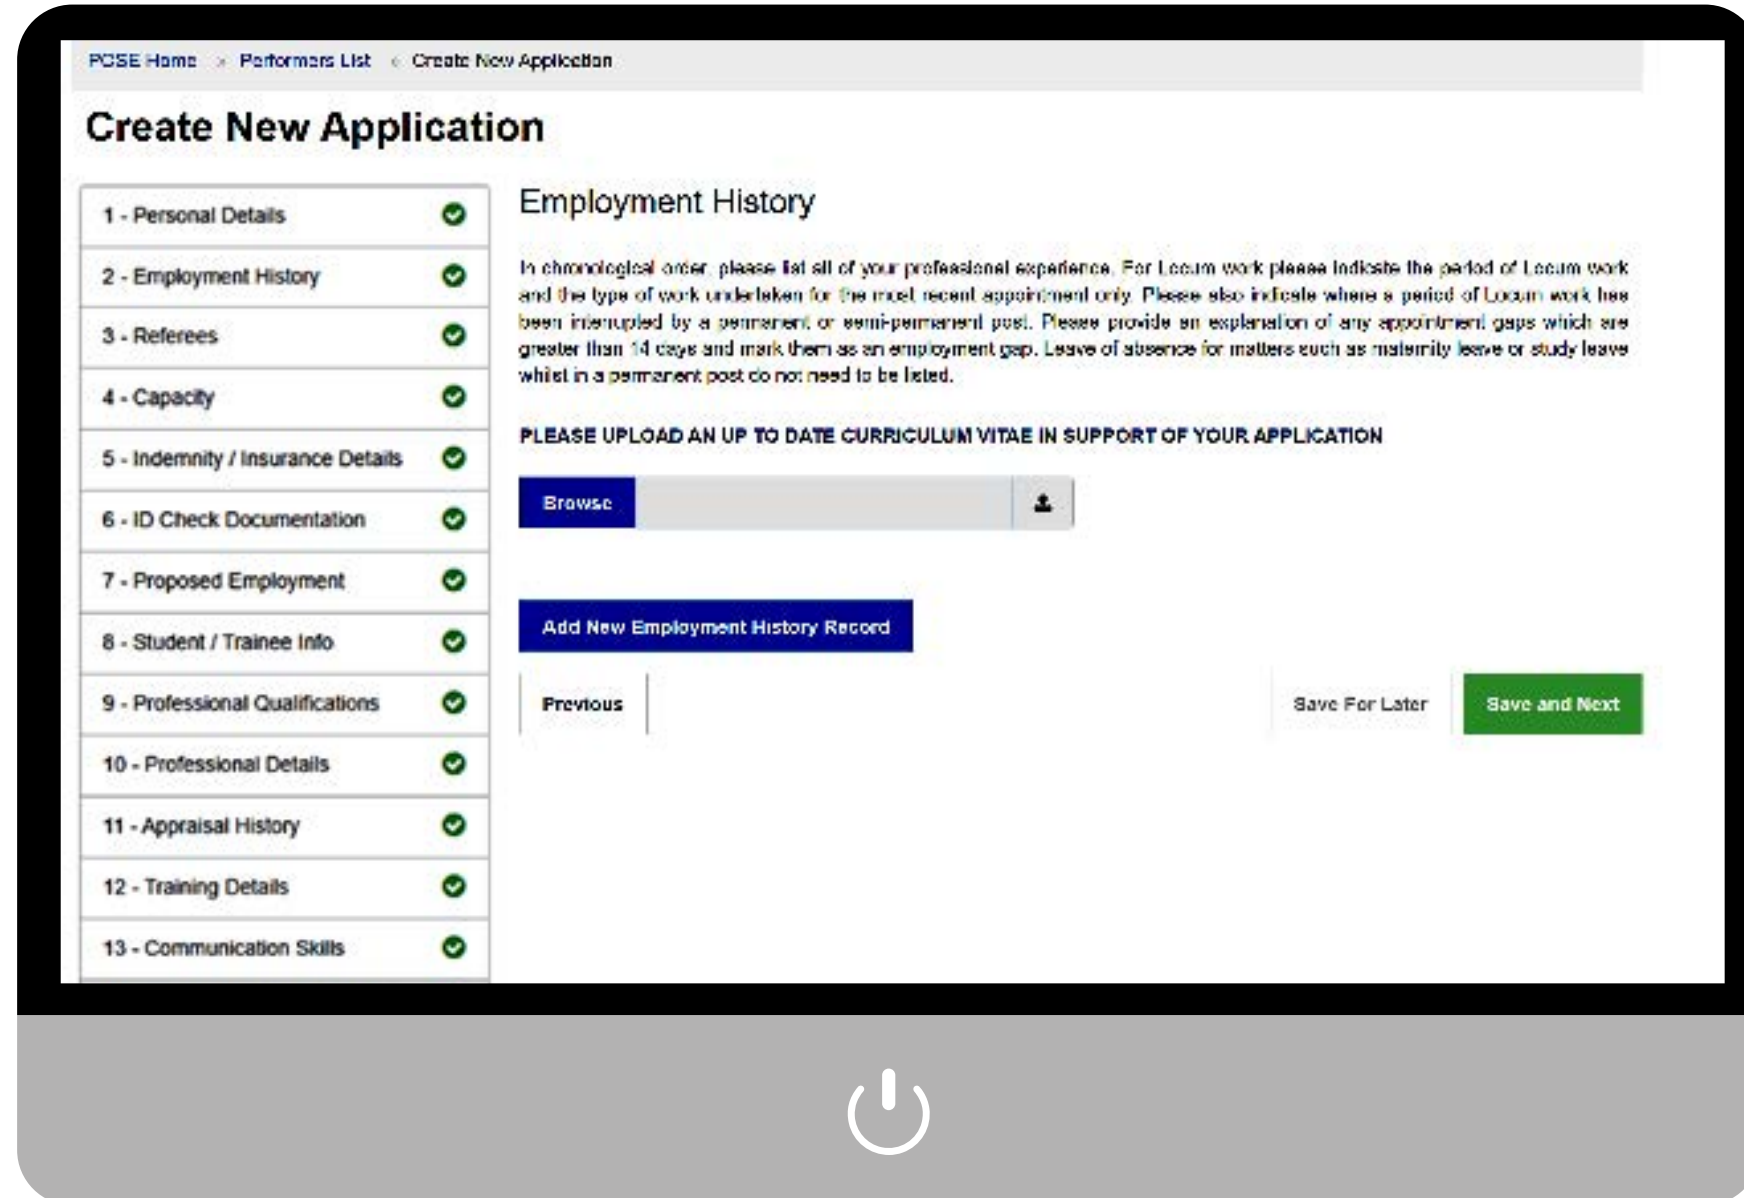 PCSE Home > Performers List < Create New Application
Create New Application
1 - Personal Details
2 - Employment History
3 - Referees
4 - Capacity
5 - Indemnity / Insurance Details
6 - ID Check Documentation
7 - Proposed Employment
8 - Student / Trainee Info
9 - Professional Qualifications
10 - Professional Details
11 - Appraisal History
12 - Training Details
13 - Communication Skills
Employment History
In chronological order, please list all of your professional experience. For Locum work please indicate the period of Locum work
and the type of work undertaken for the most recent appointment only. Please also indicate where a period of Locum work has
been interrupted by a permanent or semi-permanent post. Please provide an explanation of any appointment gaps which are
greater than 14 days and mark them as an employment gap. Leave of absence for matters such as maternity leave or study leave
whilst in a permanent post do not need to be listed.
PLEASE UPLOAD AN UP TO DATE CURRICULUM VITAE IN SUPPORT OF YOUR APPLICATION
Browse
Add New Employment History Record
Previous
Save For Later
Save and Next